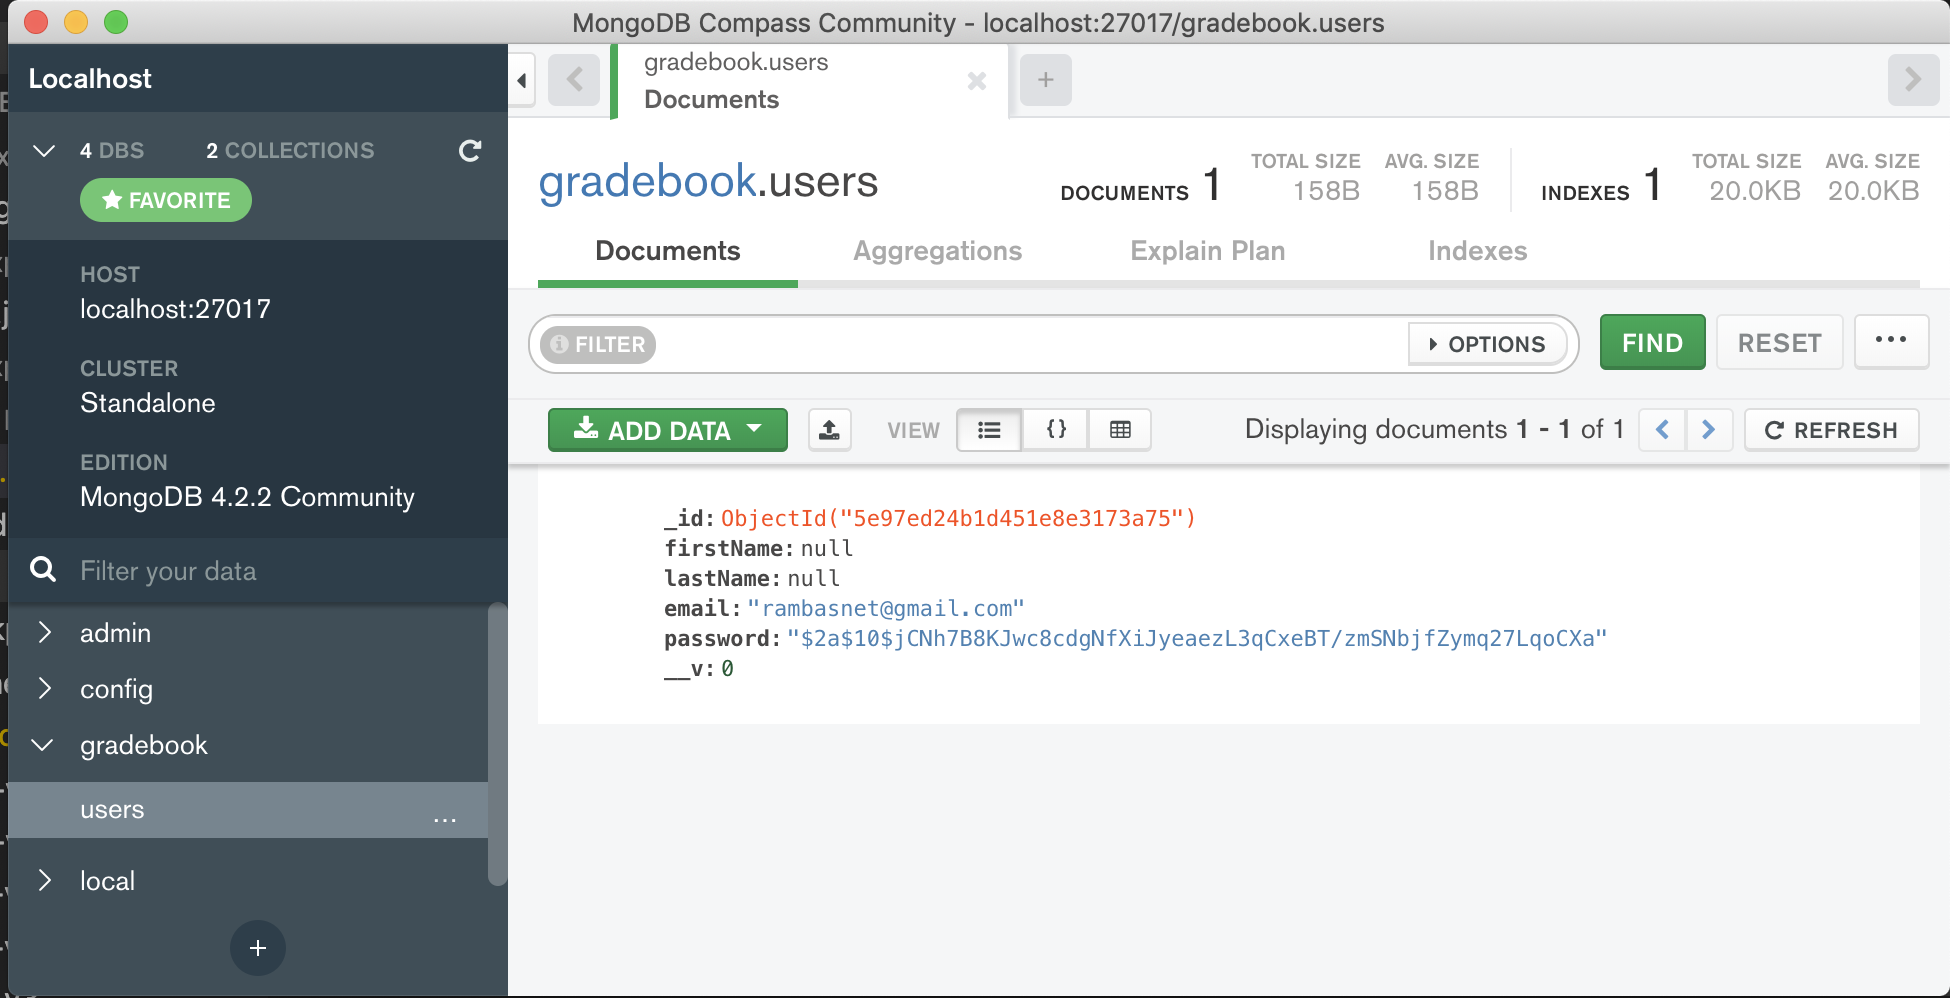 MongoDB Compass Community - localhost:27017/gradebook.users
Localhost
4 DBS 2 COLLECTIONS
FAVORITE
HOST
localhost:27017
CLUSTER
Standalone
EDITION
MongoDB 4.2.2 Community
Filter your data
admin
config
gradebook
users ...
local
+
gradebook.users
Documents
+
gradebook.users
DOCUMENTS 1
TOTAL SIZE AVG. SIZE
158B 158B
INDEXES 1
TOTAL SIZE AVG. SIZE
20.0KB 20.0KB
Documents Aggregations Explain Plan Indexes
FILTER OPTIONS FIND RESET ...
ADD DATA VIEW {} Displaying documents 1 - 1 of 1 REFRESH
_id: ObjectId("5e97ed24b1d451e8e3173a75")
firstName: null
lastName: null
email: "rambasnet@gmail.com"
password: "$2a$10$jCNh7B8KJwc8cdgNfXiJyeaezL3qCxeBT/zmSNbjfZymq27LqoCXa"
__v: 0